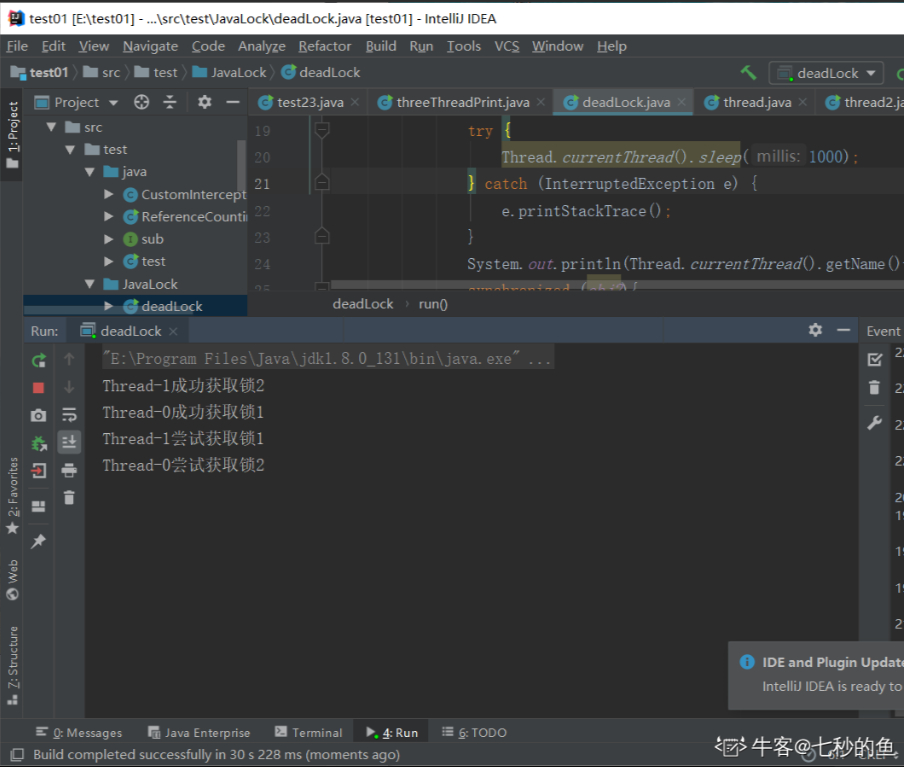 test01 [E:\test01] - ...\src\test\JavaLock\deadLock.java [test01] - IntelliJ IDEA
File Edit View Navigate Code Analyze Refactor Build Run Tools VCS Window Help
test01 src test JavaLock deadLock deadLock
1: Project
Project test23.java threeThreadPrint.java deadLock.java thread.java thread2.ja
src
test
java
CustomIntercept
ReferenceCounti
sub
test
JavaLock
deadLock
19 try {
20 Thread.currentThread().sleep( millis: 1000);
21 } catch (InterruptedException e) {
22 e.printStackTrace();
23 }
24 System.out.println(Thread.currentThread().getName()
25 synchronized (obj2){
deadLock › run()
Run: deadLock Event
"E:\Program Files\Java\jdk1.8.0_131\bin\java.exe" ...
Thread-1成功获取锁2
Thread-0成功获取锁1
Thread-1尝试获取锁1
Thread-0尝试获取锁2
2: Favorites
Web
Z: Structure
IDE and Plugin Update
IntelliJ IDEA is ready to
0: Messages Java Enterprise Terminal 4: Run 6: TODO
Build completed successfully in 30 s 228 ms (moments ago)
牛客@七秒的鱼